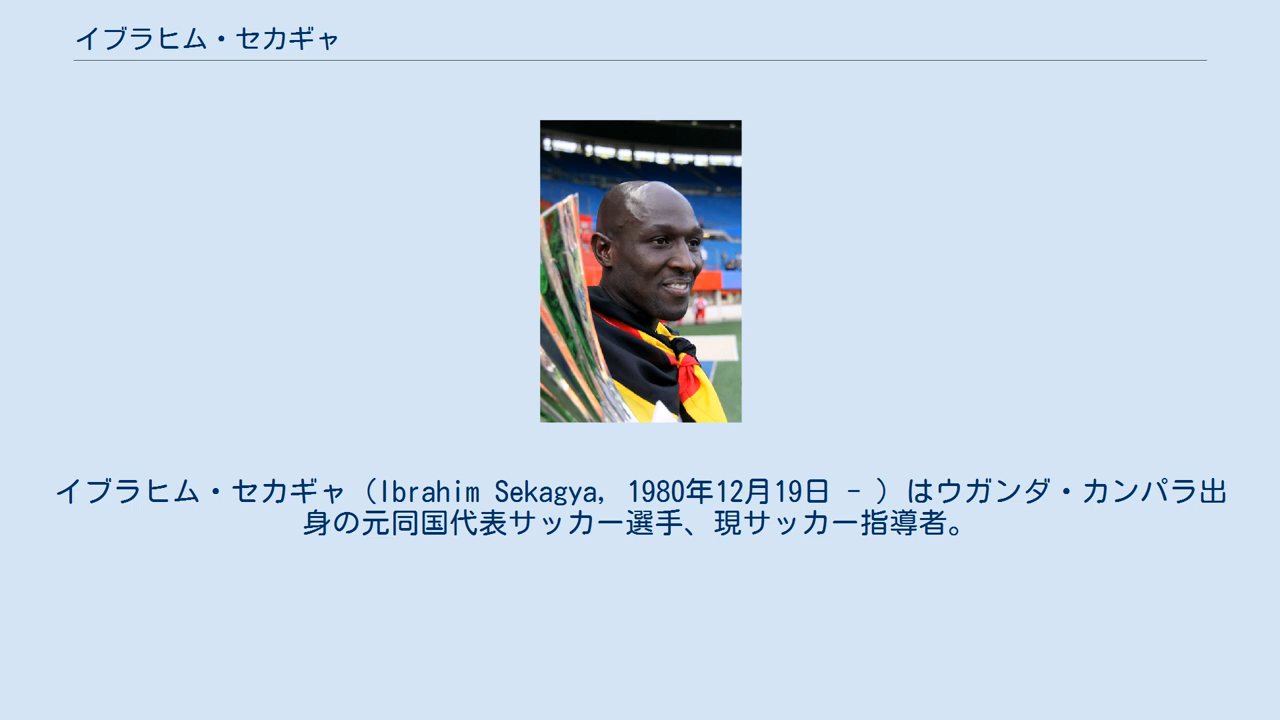 イブラヒム・セカギャ
イブラヒム・セカギャ（Ibrahim Sekagya, 1980年12月19日 - ）はウガンダ・カンパラ出
身の元同国代表サッカー選手、現サッカー指導者。